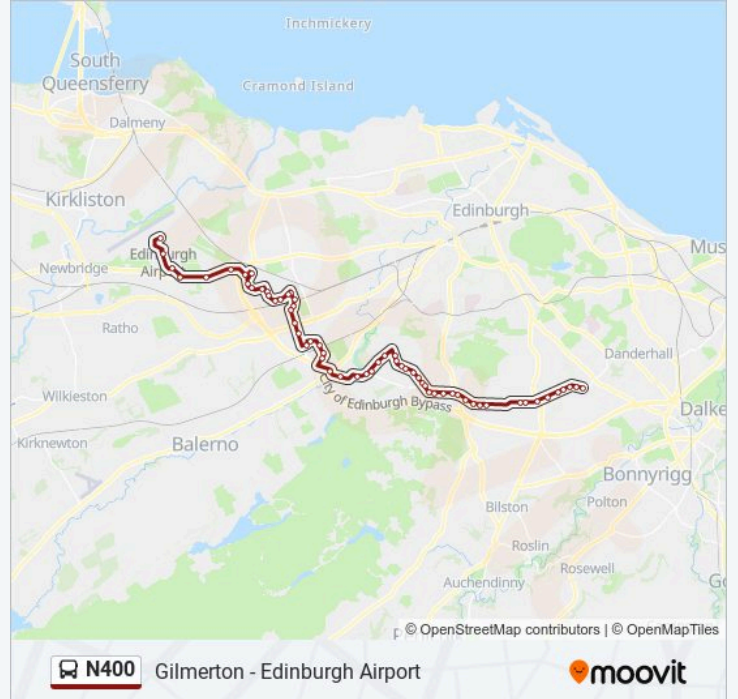 Inchmickery
South
Queensferry
Cramond Island
Dalmeny
Kirkliston
Edinburgh
Edinburgh
Airport
Mus
Newbridge
Ratho
Danderhall
Wilkieston
City of Edinburgh Bypass
Dalke
Kirknewton
Balerno
Bonnyrigg
Bilston
Polton
Roslin
Rosewell
Auchendinny
© OpenStreetMap contributors | © OpenMapTiles
N400 Gilmerton - Edinburgh Airport moovit